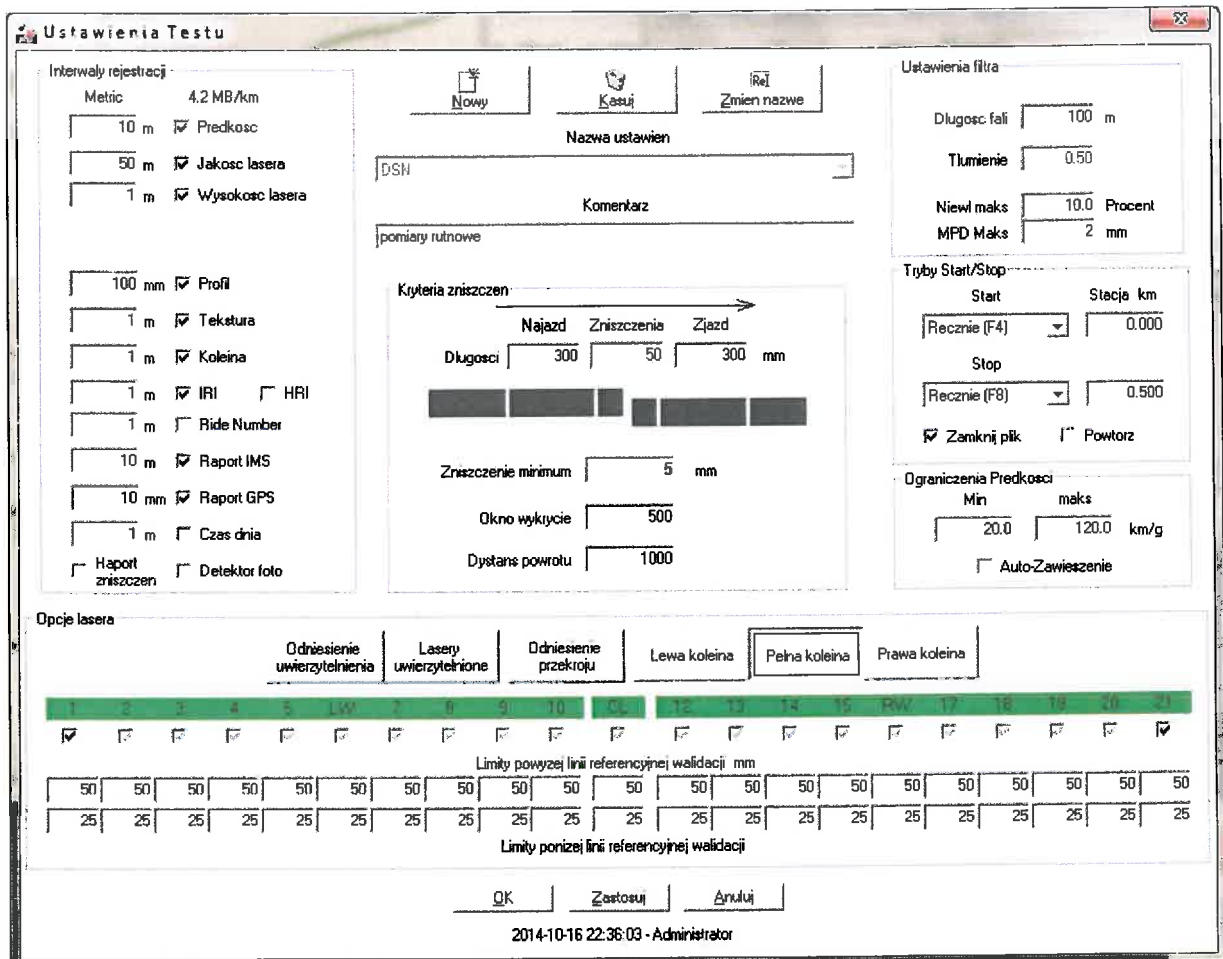 Ustawienia Testu
Interwaly rejestracji
Metric 4.2 MB/km
10 m Predkosc
50 m Jakosc lasera
1 m Wysokosc lasera
100 mm Profil
1 m Tekstura
1 m Koleina
1 m IRI HRI
1 m Ride Number
10 m Raport IMS
10 mm Raport GPS
1 m Czas dnia
Raport zniszczen Detektor foto
Nowy Kasuj Zmien nazwe
Nazwa ustawien
DSN
Komentarz
pomiary rutnowe
Kryteria zniszczen
Najazd Zniszczenia Zjazd
Dlugosci 300 50 300 mm
Zniszczenie minimum 5 mm
Okno wykrycie 500
Dystans powrotu 1000
Ustawienia filtra
Dlugosc fali 100 m
Tlumienie 0.50
Niewl maks 10.0 Procent
MPD Maks 2 mm
Tryby Start/Stop
Start Stacja km
Recznie (F4) 0.000
Stop
Recznie (F8) 0.500
Zamknij plik Powtorz
Ograniczenia Predkosci
Min maks
20.0 120.0 km/g
Auto-Zawieszenie
Opcje lasera
Odniesienie uwierzytelnienia Lasery uwierzytelnione Odniesienie przekroju Lewa koleina Pełna koleina Prawa koleina
1 2 3 4 5 LW 7 8 9 10 CL 12 13 14 15 RW 17 18 19 20 21
Limity powyzej linii referencyjnej walidacji mm
50 50 50 50 50 50 50 50 50 50 50 50 50 50 50 50 50 50 50 50 50
25 25 25 25 25 25 25 25 25 25 25 25 25 25 25 25 25 25 25 25 25
Limity ponizej linii referencyjnej walidacji
OK Zastosuj Anuluj
2014-10-16 22:36:03 - Administrator